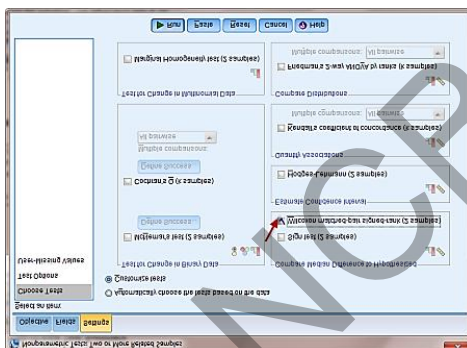 Nonparametric Tests: Two or More Related Samples
Objective Fields Settings
Select an item:
Choose Tests
Test Options
User-Missing Values
Automatically choose the tests based on the data
Customize tests
Test for Change in Binary Data
McNemar's test (2 samples)
Define Success...
Cochran's Q (k samples)
Define Success...
Multiple comparisons:
All pairwise
Test for Change in Multinomial Data
Marginal Homogeneity test (2 samples)
Compare Median Difference to Hypothesized
Sign test (2 samples)
Wilcoxon matched-pair signed-rank (2 samples)
Estimate Confidence Interval
Hodges-Lehmann (2 samples)
Quantify Associations
Kendall's coefficient of concordance (k samples)
Multiple comparisons: All pairwise
Compare Distributions
Friedman's 2-way ANOVA by ranks (k samples)
Multiple comparisons: All pairwise
Run Paste Reset Cancel Help